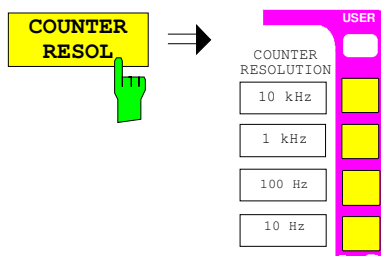 COUNTER
RESOL
USER
COUNTER
RESOLUTION
10 kHz
1 kHz
100 Hz
10 Hz